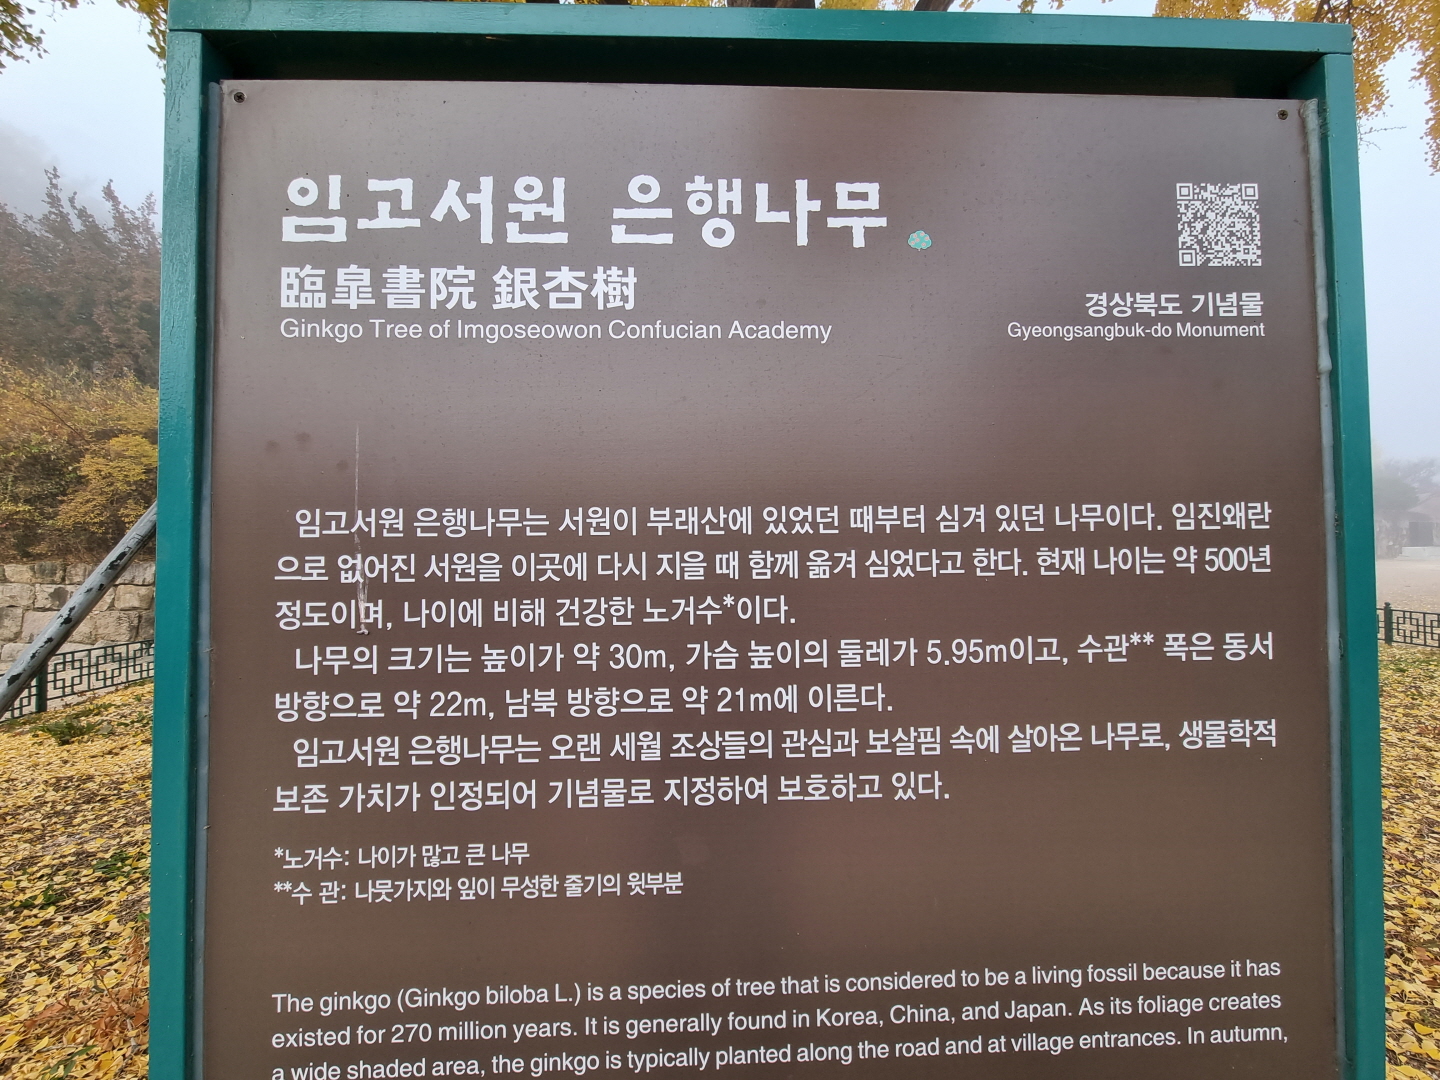 임고서원 은행나무
臨皐書院 銀杏樹
Ginkgo Tree of Imgoseowon Confucian Academy
경상북도 기념물
Gyeongsangbuk-do Monument
임고서원 은행나무는 서원이 부래산에 있었던 때부터 심겨 있던 나무이다. 임진왜란
으로 없어진 서원을 이곳에 다시 지을 때 함께 옮겨 심었다고 한다. 현재 나이는 약 500년
정도이며, 나이에 비해 건강한 노거수*이다.
나무의 크기는 높이가 약 30m, 가슴 높이의 둘레가 5.95m이고, 수관** 폭은 동서
방향으로 약 22m, 남북 방향으로 약 21m에 이른다.
임고서원 은행나무는 오랜 세월 조상들의 관심과 보살핌 속에 살아온 나무로, 생물학적
보존 가치가 인정되어 기념물로 지정하여 보호하고 있다.
*노거수: 나이가 많고 큰 나무
**수 관: 나뭇가지와 잎이 무성한 줄기의 윗부분
The ginkgo (Ginkgo biloba L.) is a species of tree that is considered to be a living fossil because it has
existed for 270 million years. It is generally found in Korea, China, and Japan. As its foliage creates
a wide shaded area, the ginkgo is typically planted along the road and at village entrances. In autumn,